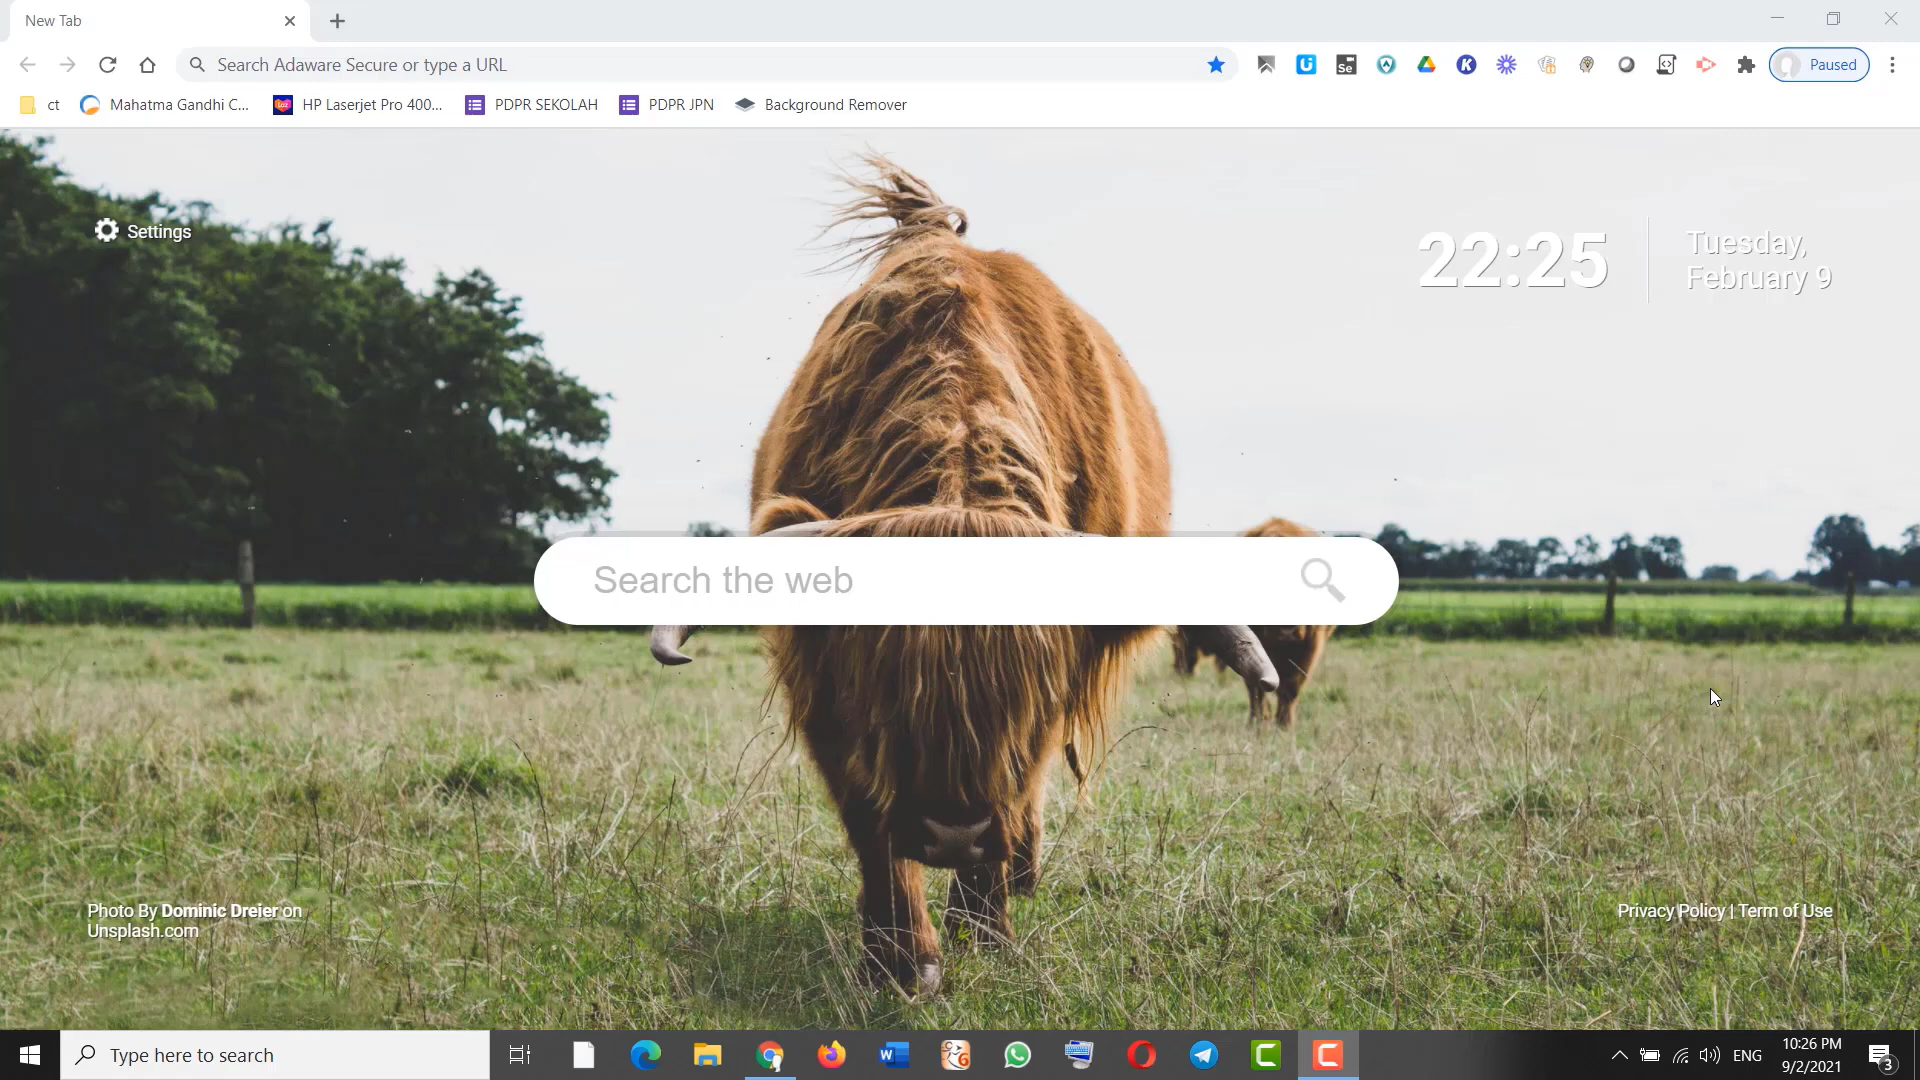 New Tab
Search Adaware Secure or type a URL
Se
K
Paused
ct
Mahatma Gandhi C...
HP Laserjet Pro 400...
PDPR SEKOLAH
PDPR JPN
Background Remover
Settings
22:25
Tuesday,
February 9
Search the web
Photo By Dominic Dreier on
Unsplash.com
Privacy Policy | Term of Use
Type here to search
ENG
10:26 PM
9/2/2021
3